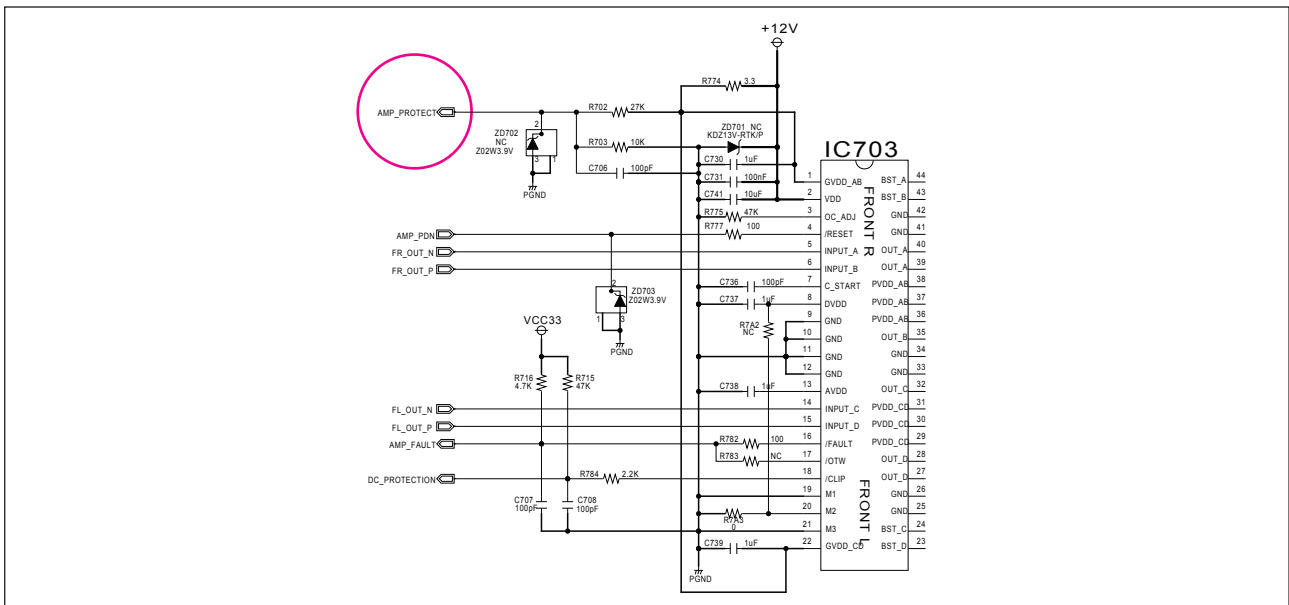 +12V
R774 3.3
AMP_PROTECT
R702 27K
ZD702
NC
Z02W3.9V
2
3 1
PGND
R703 10K
C706 100pF
ZD701 NC
KDZ13V-RTK/P
C730 1uF
C731 100nF
C741 10uF
R775 47K
R777 100
IC703
FRONT R
FRONT L
1 GVDD_AB BST_A 44
2 VDD BST_B 43
3 OC_ADJ GND 42
4 /RESET GND 41
5 INPUT_A OUT_A 40
6 INPUT_B OUT_A 39
7 C_START PVDD_AB 38
8 DVDD PVDD_AB 37
9 GND PVDD_AB 36
10 GND OUT_B 35
11 GND GND 34
12 GND GND 33
13 AVDD OUT_C 32
14 INPUT_C PVDD_CD 31
15 INPUT_D PVDD_CD 30
16 /FAULT PVDD_CD 29
17 /OTW OUT_D 28
18 /CLIP OUT_D 27
19 M1 GND 26
20 M2 GND 25
21 M3 BST_C 24
22 GVDD_CD BST_D 23
AMP_PDN
FR_OUT_N
FR_OUT_P
2
ZD703
Z02W3.9V
1 3
PGND
C736 100pF
C737 1uF
R7A2
NC
VCC33
R716
4.7K
R715
47K
C738 1uF
FL_OUT_N
FL_OUT_P
AMP_FAULT
R782 100
R783 NC
DC_PROTECTION
R784 2.2K
C707
100pF
C708
100pF
R7A3
0
C739 1uF
PGND